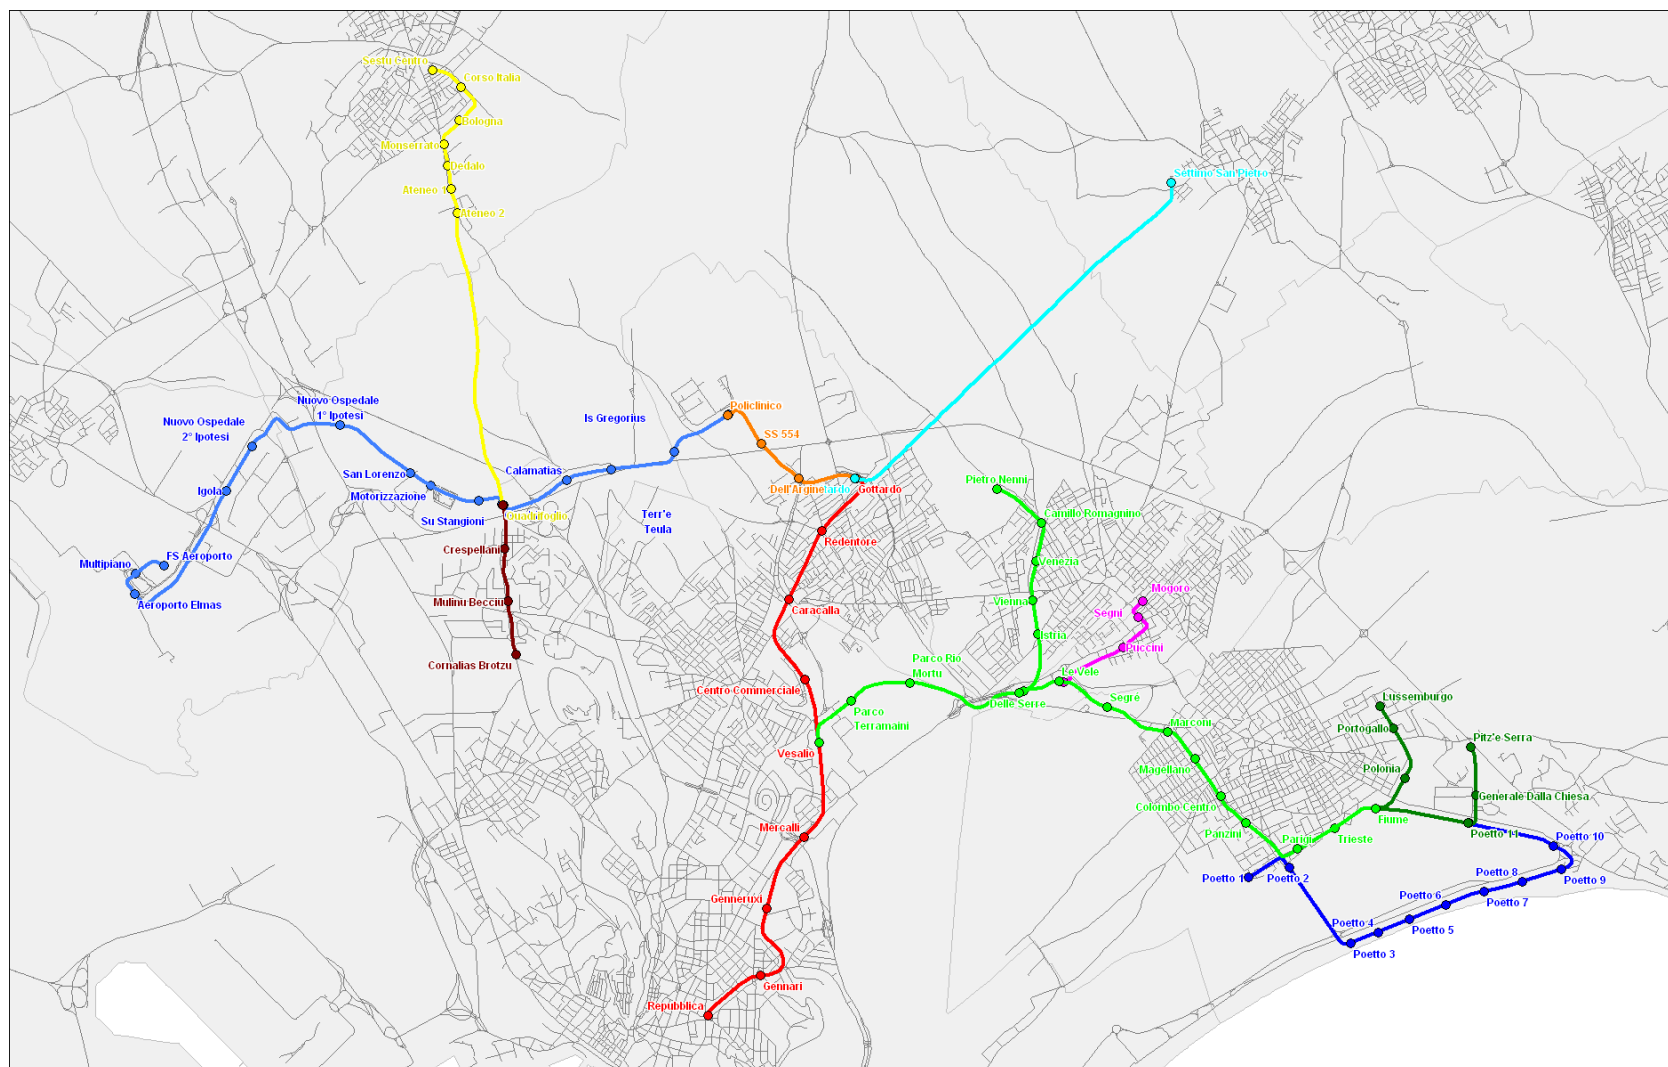 Sestu Centro
Corso Italia
Bologna
Monserrato
Dedalo
Ateneo 1
Ateneo 2
Settimo San Pietro
Nuovo Ospedale
1° Ipotesi
Nuovo Ospedale
2° Ipotesi
Is Gregorius
Policlinico
SS 554
San Lorenzo
Calamatias
Igola
Motorizzazione
Dell'Argine
Gottardo
Pietro Nenni
Su Stangioni
Quadrifoglio
Terr'e
Teula
Camillo Romagnino
Redentore
Crespellani
FS Aeroporto
Multipiano
Venezia
Aeroporto Elmas
Mulinu Becciu
Caracalla
Vienna
Mogoro
Segni
Istria
Puccini
Cornalias Brotzu
Parco Rio
Mortu
Le Vele
Centro Commerciale
Delle Serre
Segrè
Lussemburgo
Parco
Terramaini
Marconi
Portogallo
Pitz'e Serra
Vesalio
Magellano
Polonia
Generale Dalla Chiesa
Colombo Centro
Fiume
Mercalli
Panzini
Parigi
Trieste
Poetto 11
Poetto 10
Poetto 1
Poetto 2
Poetto 8
Poetto 9
Genneruxi
Poetto 6
Poetto 7
Poetto 4
Poetto 5
Poetto 3
Gennari
Repubblica